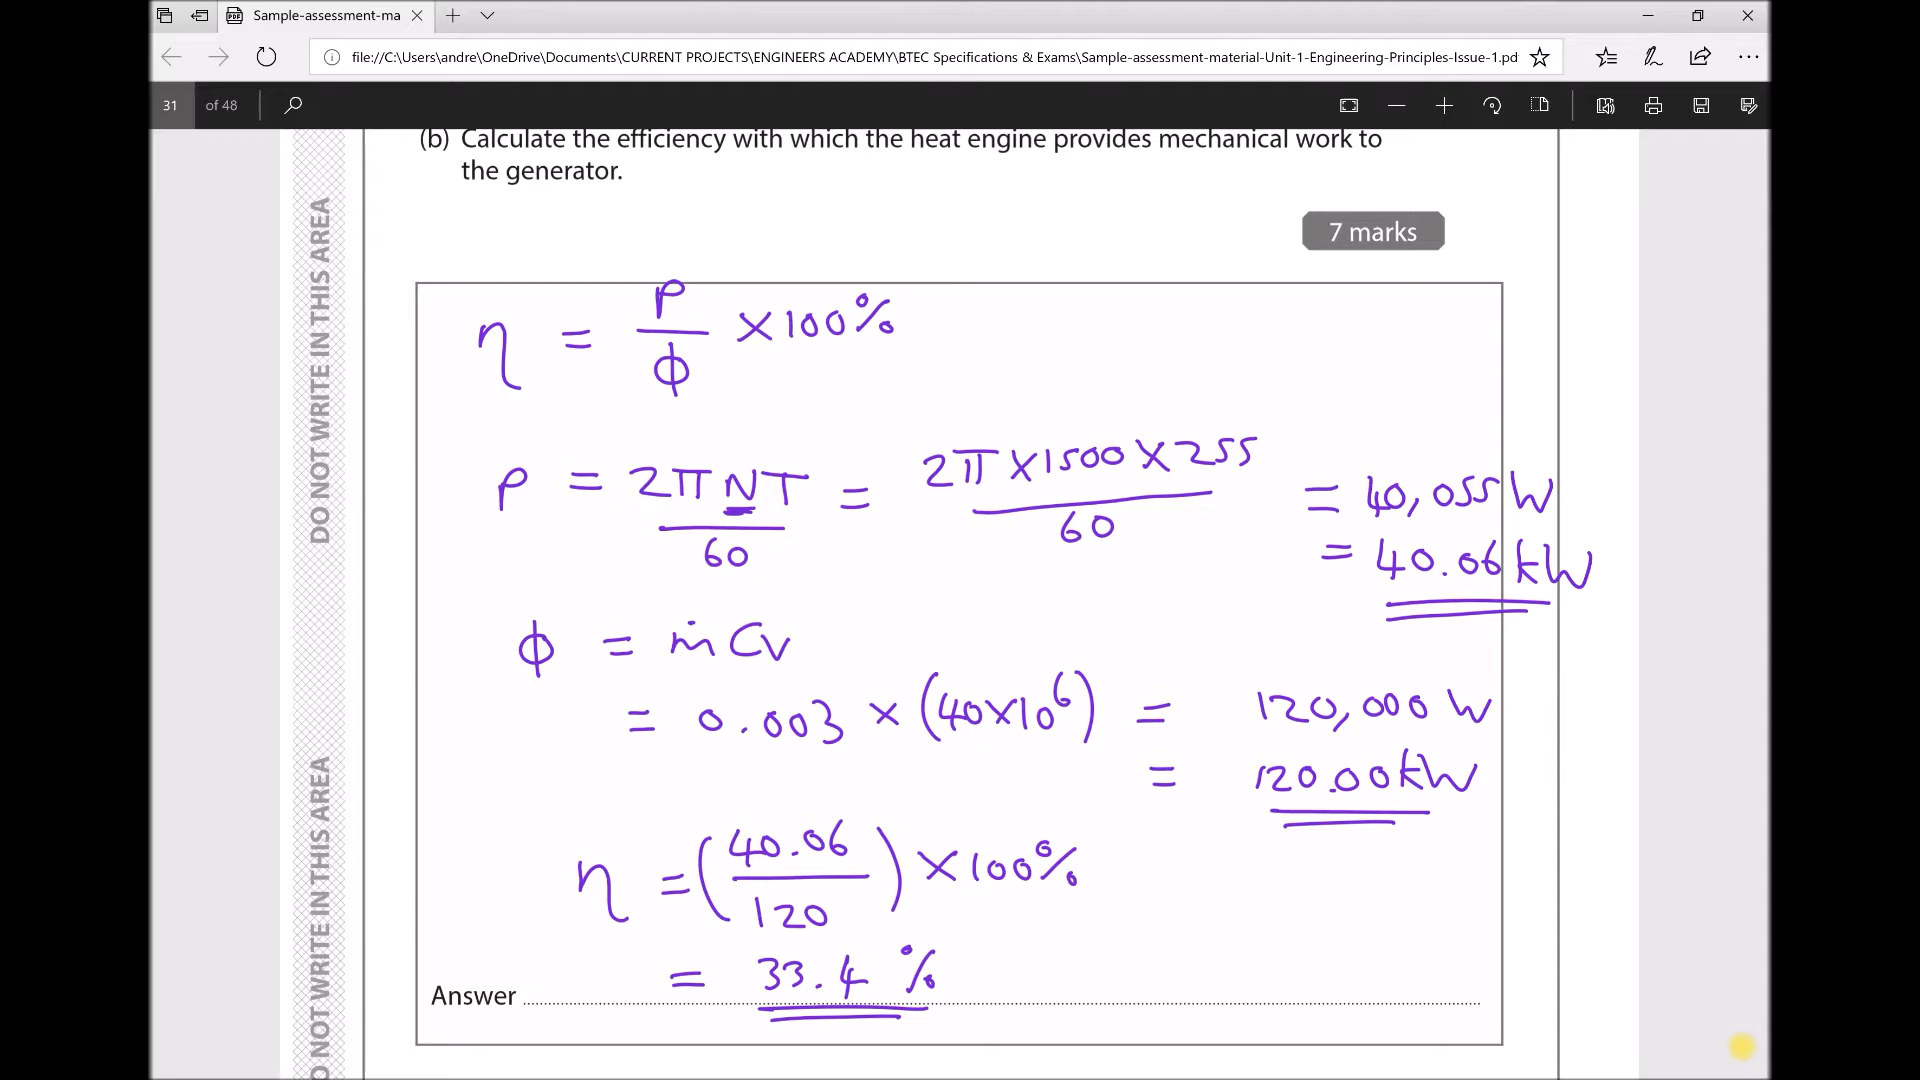 Sample-assessment-ma
file://C:\Users\andre\OneDrive\Documents\CURRENT PROJECTS\ENGINEERS ACADEMY\BTEC Specifications & Exams\Sample-assessment-material-Unit-1-Engineering-Principles-Issue-1.pd
31 of 48
(b) Calculate the efficiency with which the heat engine provides mechanical work to
the generator.
7 marks
η = P/ϕ ×100%
P = 2πNT/60 = 2π×1500×255/60 = 40,055 W
= 40.06 kW
ϕ = ṁ Cv
= 0.003 × (40×10⁶) = 120,000 W
= 120.00 kW
η = (40.06/120) ×100%
= 33.4 %
Answer
DO NOT WRITE IN THIS AREA
O NOT WRITE IN THIS AREA